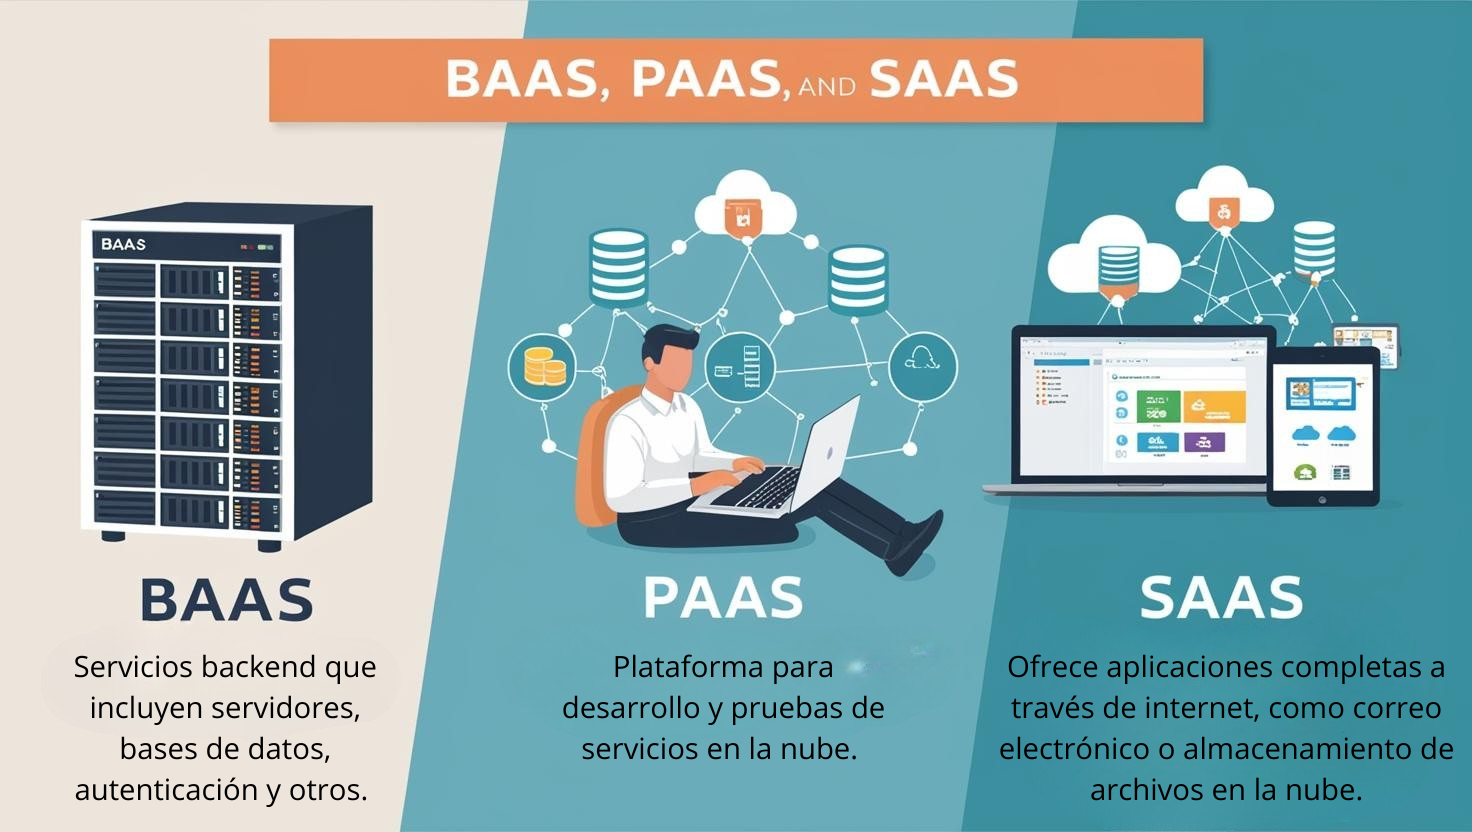 BAAS, PAAS, AND SAAS
BAAS
BAAS
Servicios backend que
incluyen servidores,
bases de datos,
autenticación y otros.
PAAS
Plataforma para
desarrollo y pruebas de
servicios en la nube.
SAAS
Ofrece aplicaciones completas a
través de internet, como correo
electrónico o almacenamiento de
archivos en la nube.